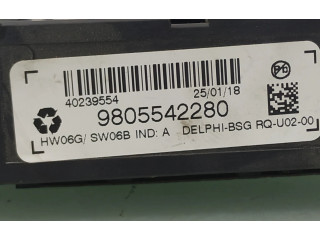 40239554 25/01/18
9805542280
HW06G/ SW06B IND: A DELPHI-BSG RQ-U02-00